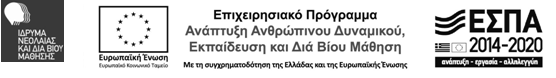 ΙΔΡΥΜΑ
ΝΕΟΛΑΙΑΣ
ΚΑΙ ΔΙΑ ΒΙΟΥ
ΜΑΘΗΣΗΣ
Ευρωπαϊκή Ένωση
Ευρωπαϊκό Κοινωνικό Ταμείο
Επιχειρησιακό Πρόγραμμα
Ανάπτυξη Ανθρώπινου Δυναμικού,
Εκπαίδευση και Διά Βίου Μάθηση
Με τη συγχρηματοδότηση της Ελλάδας και της Ευρωπαϊκής Ένωσης
ΕΣΠΑ
2014-2020
ανάπτυξη - εργασία - αλληλεγγύη